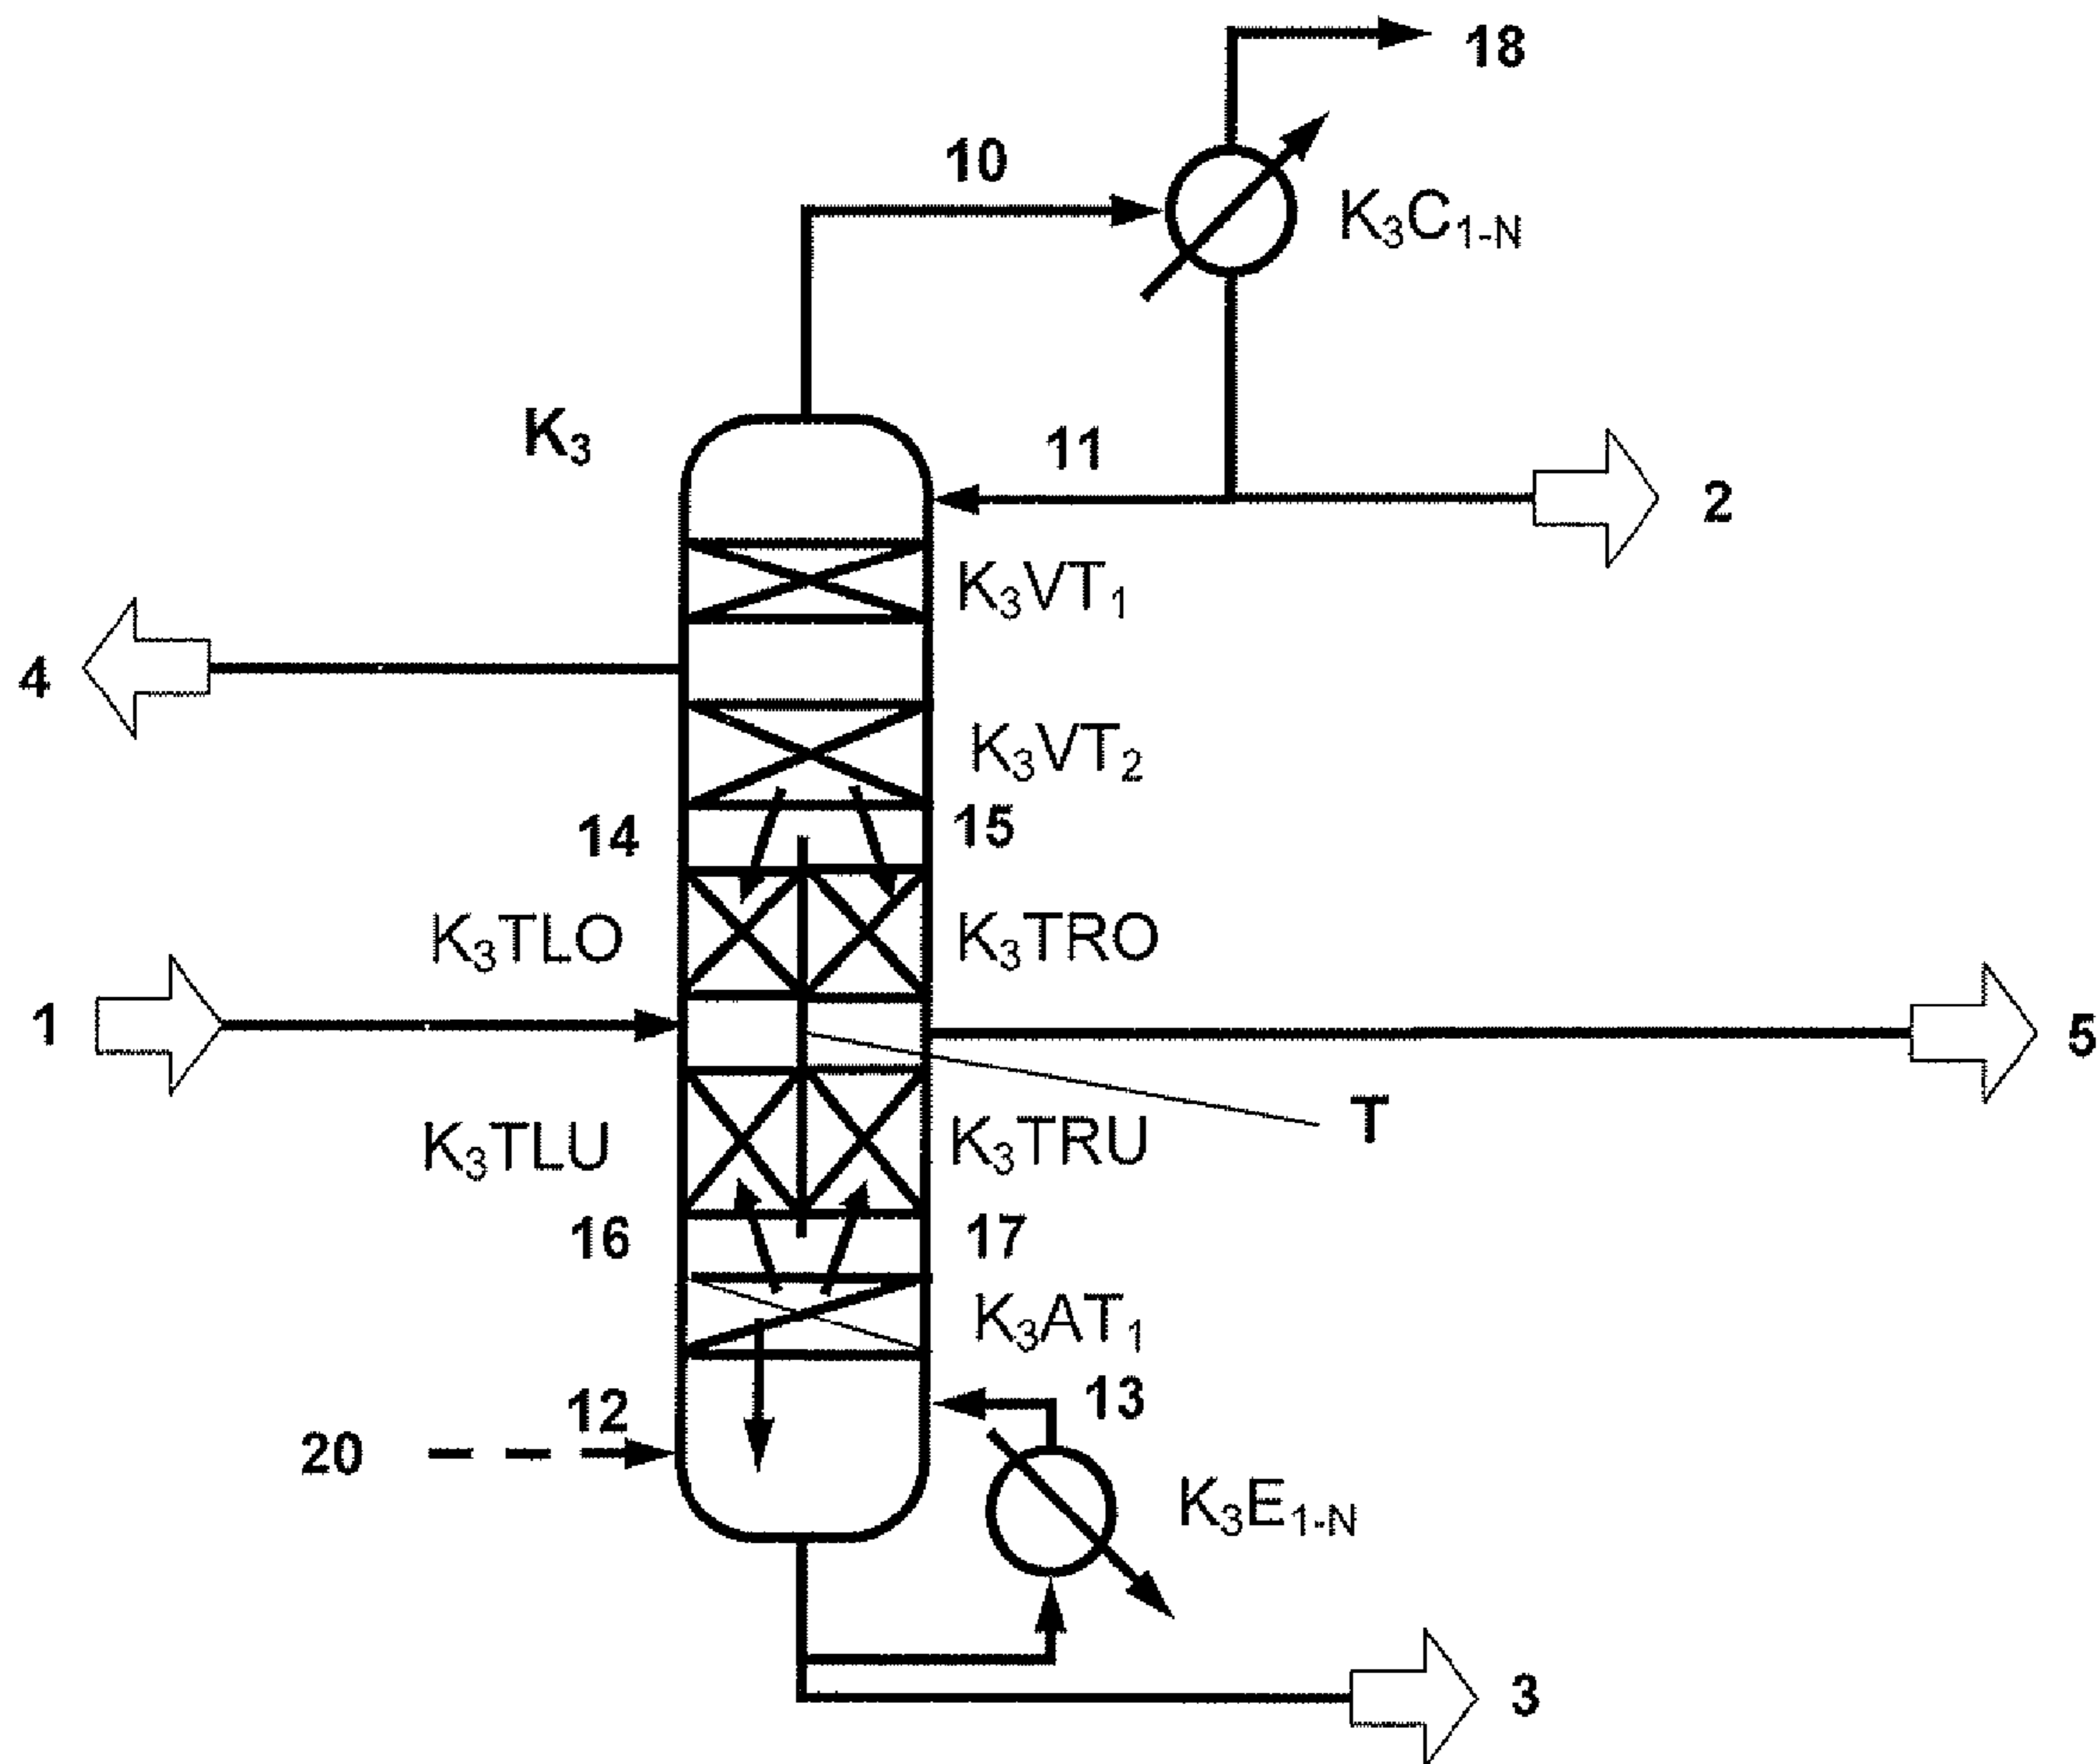 18
10
K₃C₁₋N
K₃
11
2
K₃VT₁
4
K₃VT₂
14
15
K₃TLO
K₃TRO
1
5
T
K₃TLU
K₃TRU
16
17
K₃AT₁
12
13
20
K₃E₁₋N
3